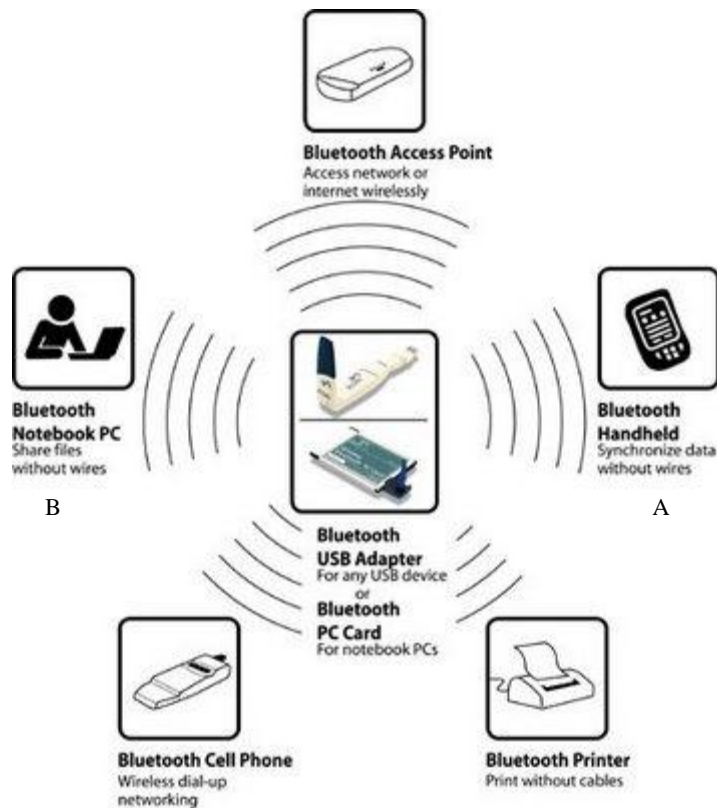 Bluetooth Access Point
Access network or
internet wirelessly
Bluetooth
Notebook PC
Share files
without wires
B
Bluetooth
Handheld
Synchronize data
without wires
A
Bluetooth
USB Adapter
For any USB device
or
Bluetooth
PC Card
For notebook PCs
Bluetooth Cell Phone
Wireless dial-up
networking
Bluetooth Printer
Print without cables